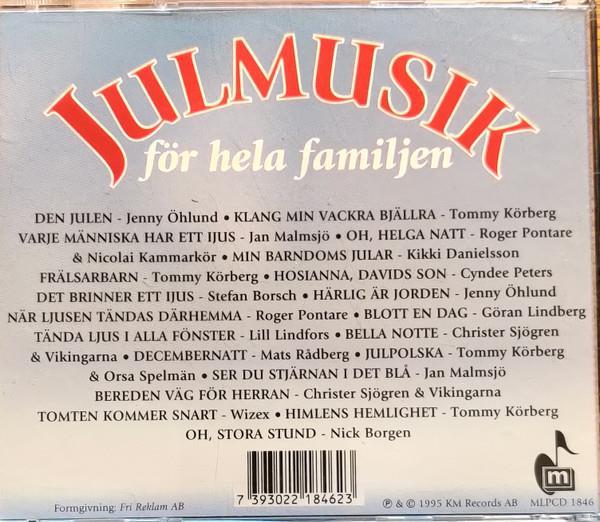 JULMUSIK
för hela familjen
DEN JULEN - Jenny Öhlund • KLANG MIN VACKRA BJÄLLRA - Tommy Körberg
VARJE MÄNNISKA HAR ETT IJUS - Jan Malmsjö • OH, HELGA NATT - Roger Pontare
& Nicolai Kammarkör • MIN BARNDOMS JULAR - Kikki Danielsson
FRÄLSARBARN - Tommy Körberg • HOSIANNA, DAVIDS SON - Cyndee Peters
DET BRINNER ETT IJUS - Stefan Borsch • HÄRLIG ÄR JORDEN - Jenny Öhlund
NÄR LJUSEN TÄNDAS DÄRHEMMA - Roger Pontare • BLOTT EN DAG - Göran Lindberg
TÄNDA LJUS I ALLA FÖNSTER - Lill Lindfors • BELLA NOTTE - Christer Sjögren
& Vikingarna • DECEMBERNATT - Mats Rådberg • JULPOLSKA - Tommy Körberg
& Orsa Spelmän • SER DU STJÄRNAN I DET BLÅ - Jan Malmsjö
BEREDEN VÄG FÖR HERRAN - Christer Sjögren & Vikingarna
TOMTEN KOMMER SNART - Wizex • HIMLENS HEMLIGHET - Tommy Körberg
OH, STORA STUND - Nick Borgen
m
7 393022 184623
Formgivning: Fri Reklam AB
℗ & © 1995 KM Records AB MLPCD 1846